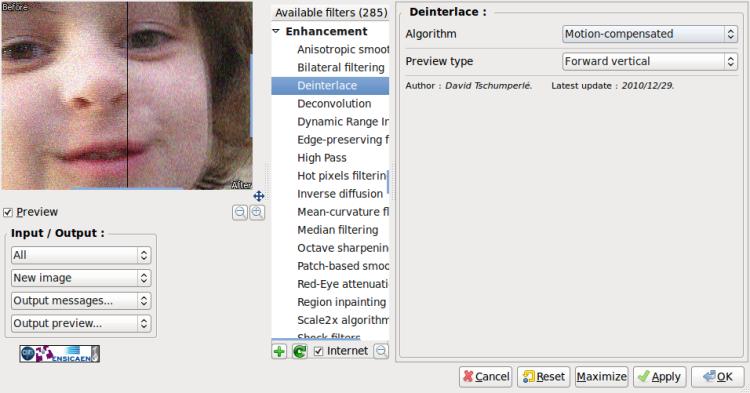 Before
After
Preview
Input / Output :
All
New image
Output messages...
Output preview...
ENSICAEN
Available filters (285)
Enhancement
Anisotropic smoot
Bilateral filtering
Deinterlace
Deconvolution
Dynamic Range In
Edge-preserving f
High Pass
Hot pixels filterin
Inverse diffusion
Mean-curvature fl
Median filtering
Octave sharpenin
Patch-based smoo
Red-Eye attenuati
Region inpainting
Scale2x algorithm
Shock filters
Internet
Deinterlace :
Algorithm Motion-compensated
Preview type Forward vertical
Author : David Tschumperlé. Latest update : 2010/12/29.
Cancel Reset Maximize Apply OK